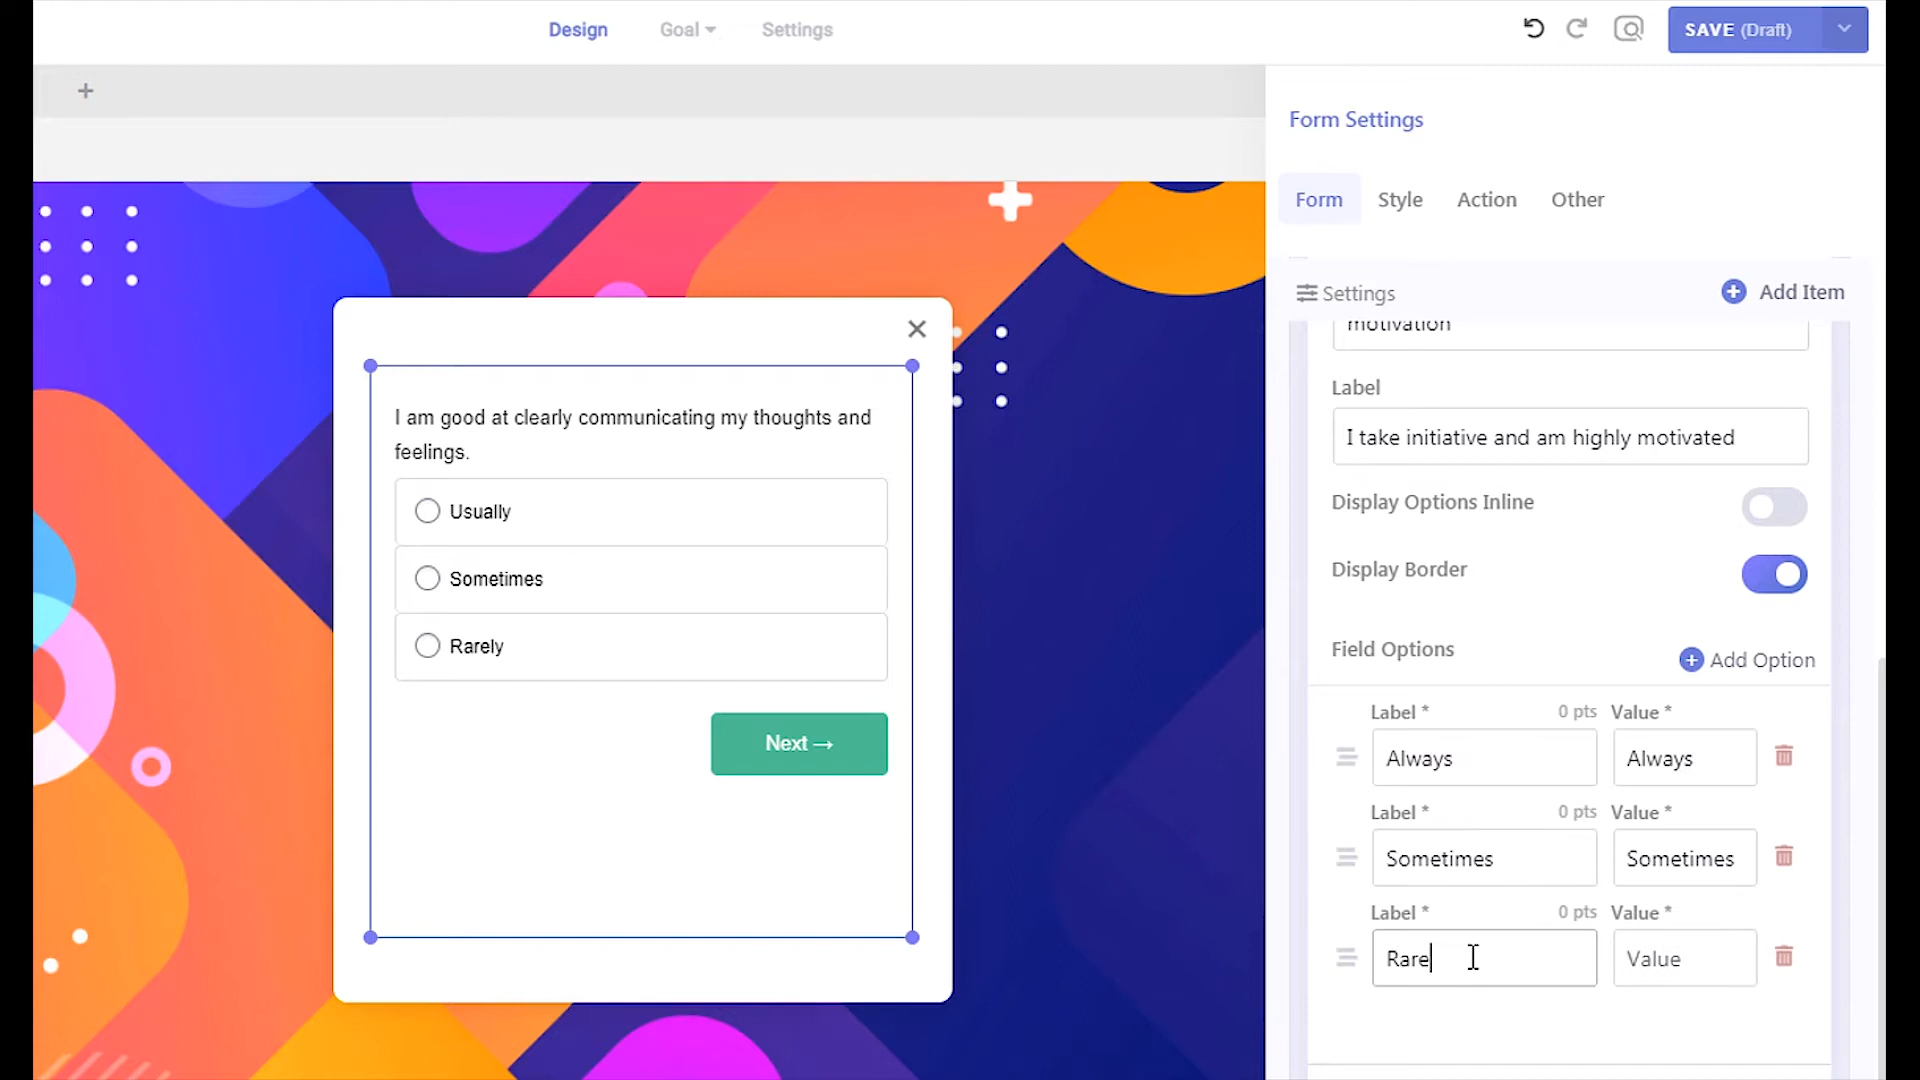 Design
Goal
Settings
SAVE (Draft)
Form Settings
Form
Style
Action
Other
Settings
Add Item
motivation
Label
I take initiative and am highly motivated
Display Options Inline
Display Border
Field Options
Add Option
Label * 0 pts Value *
Always Always
Label * 0 pts Value *
Sometimes Sometimes
Label * 0 pts Value *
Rare Value
I am good at clearly communicating my thoughts and
feelings.
Usually
Sometimes
Rarely
Next →